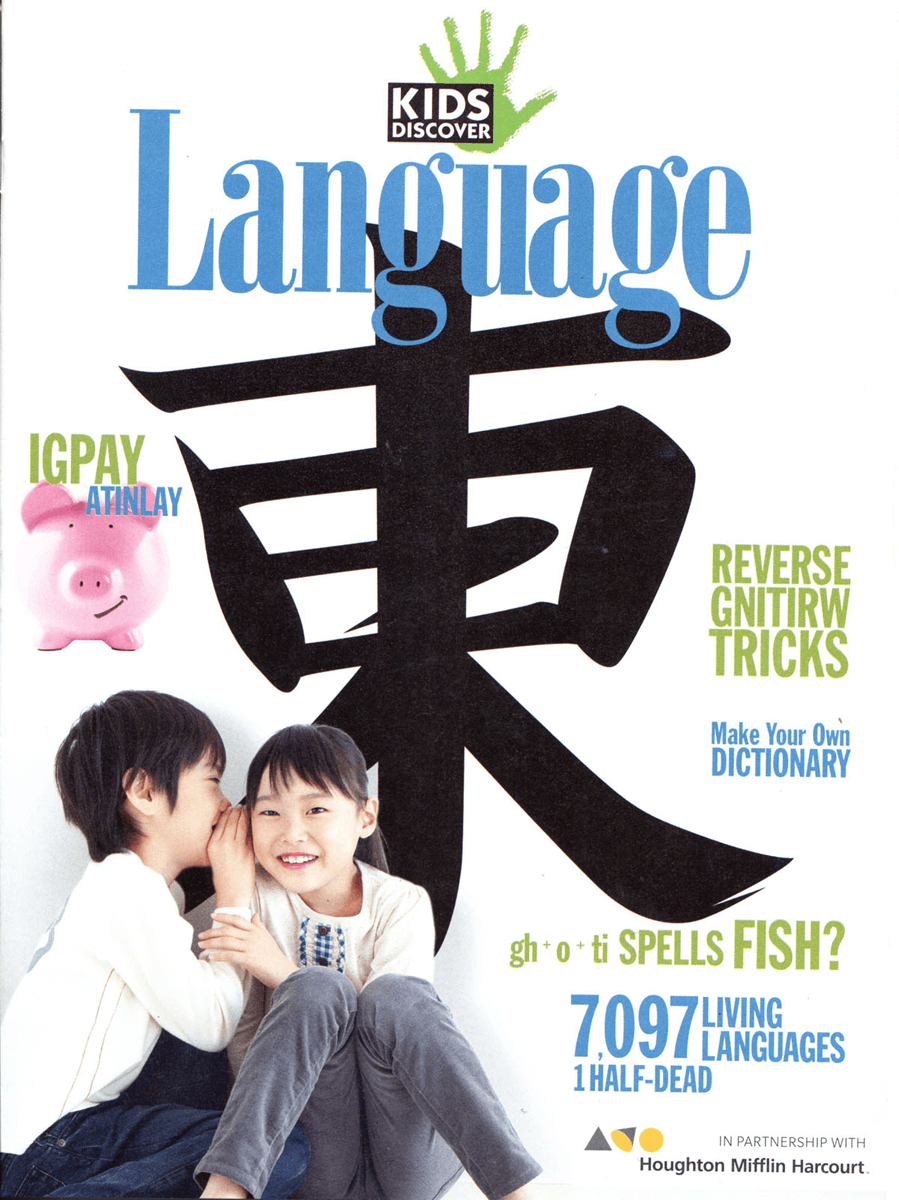 KIDS
DISCOVER
Language
東
IGPAY
ATINLAY
REVERSE
GNITIRW
TRICKS
Make Your Own
DICTIONARY
gh + o + ti SPELLS FISH?
7,097 LIVING
LANGUAGES
1 HALF-DEAD
IN PARTNERSHIP WITH
Houghton Mifflin Harcourt™